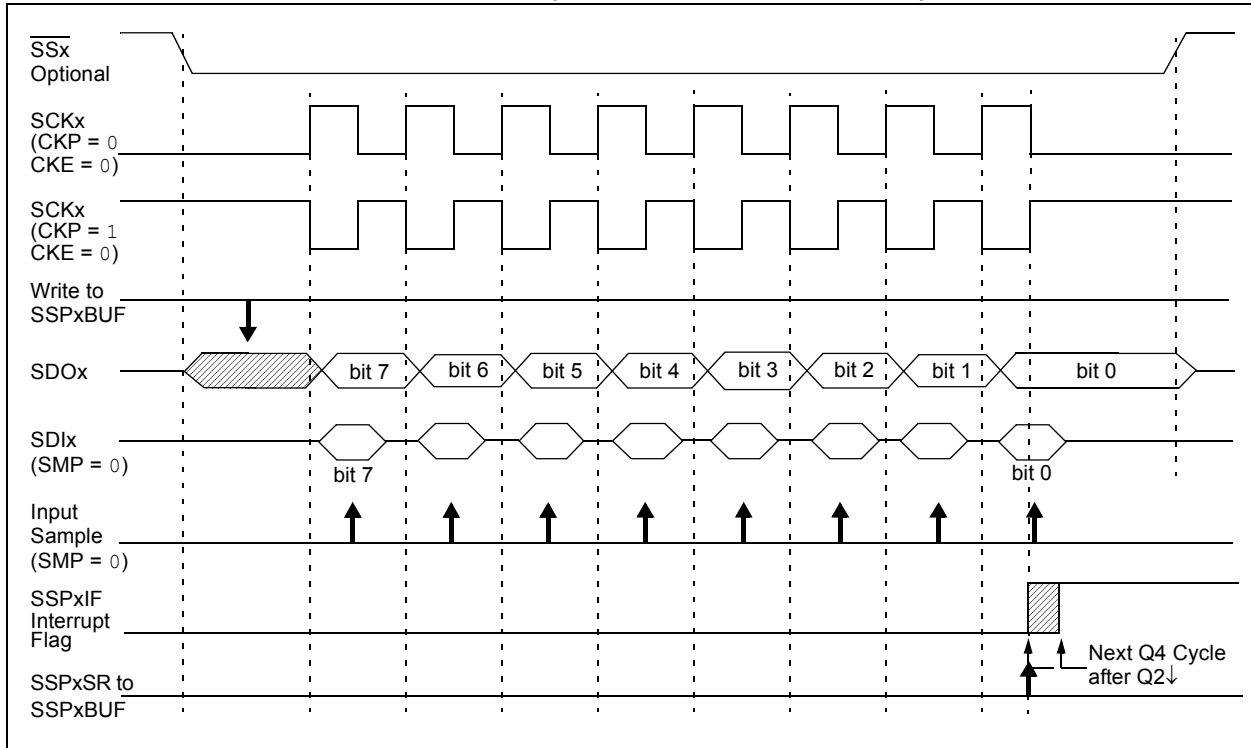 SSx
Optional
SCKx
(CKP = 0
CKE = 0)
SCKx
(CKP = 1
CKE = 0)
Write to
SSPxBUF
SDOx
bit 7 bit 6 bit 5 bit 4 bit 3 bit 2 bit 1 bit 0
SDIx
(SMP = 0)
bit 7 bit 0
Input
Sample
(SMP = 0)
SSPxIF
Interrupt
Flag
Next Q4 Cycle
after Q2↓
SSPxSR to
SSPxBUF